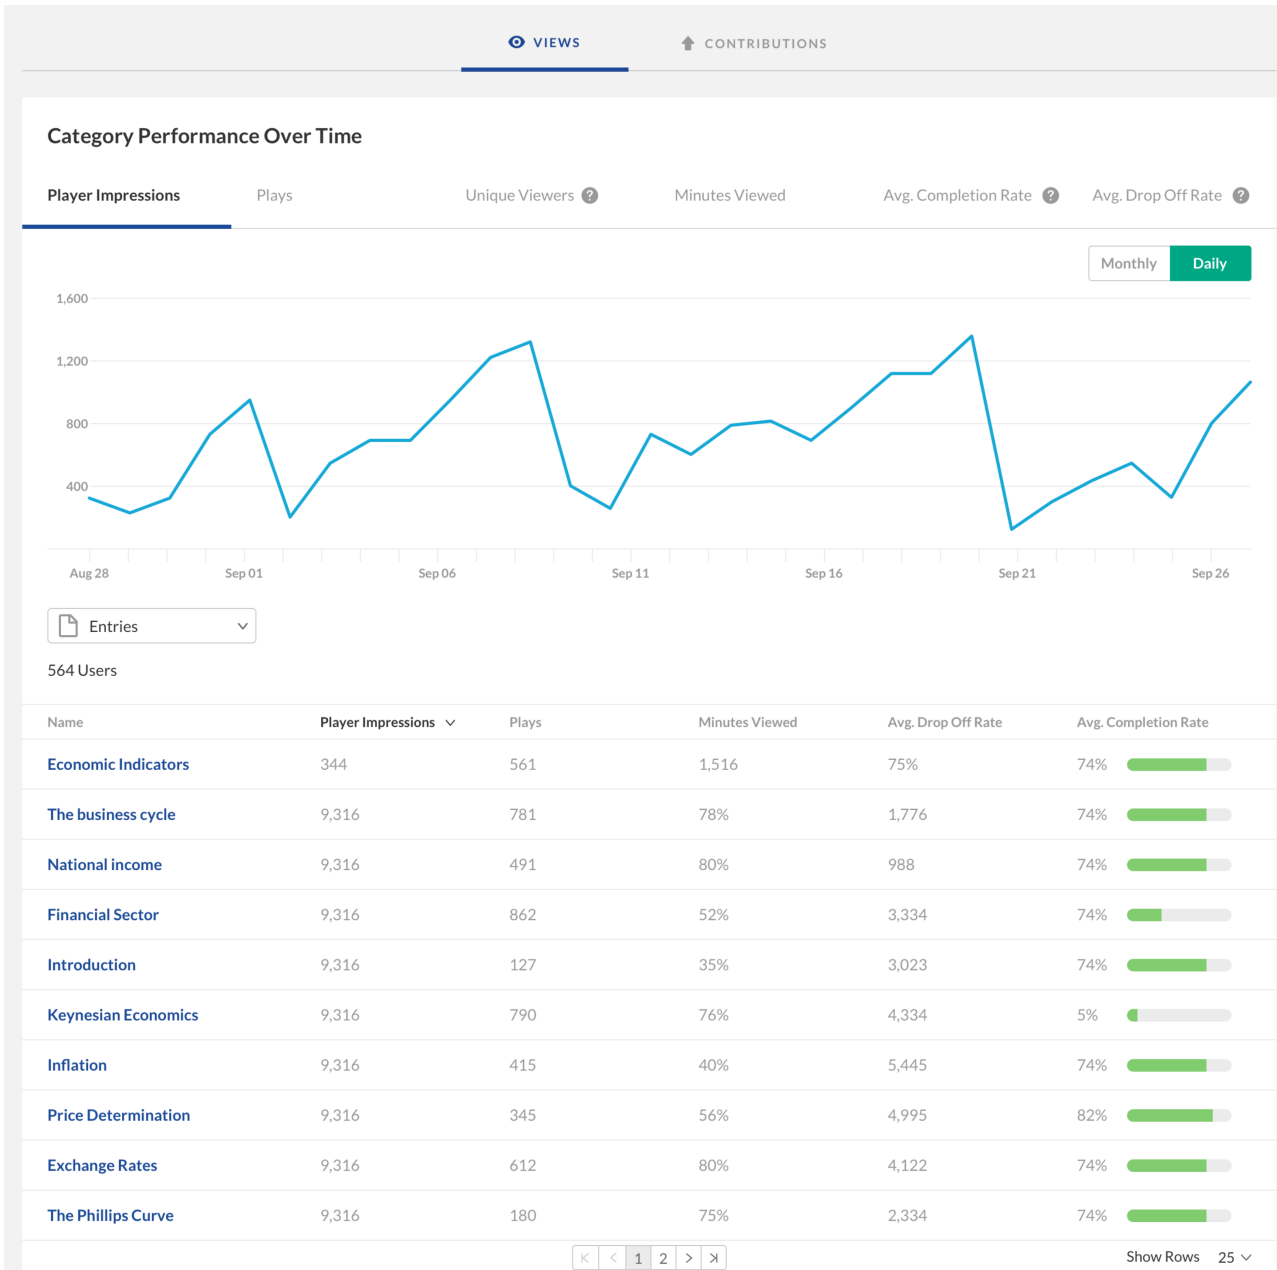 VIEWS CONTRIBUTIONS
Category Performance Over Time
Player Impressions Plays Unique Viewers ? Minutes Viewed Avg. Completion Rate ? Avg. Drop Off Rate ?
Monthly Daily
1,600
1,200
800
400
Aug 28 Sep 01 Sep 06 Sep 11 Sep 16 Sep 21 Sep 26
Entries
564 Users
Name Player Impressions Plays Minutes Viewed Avg. Drop Off Rate Avg. Completion Rate
Economic Indicators 344 561 1,516 75% 74%
The business cycle 9,316 781 78% 1,776 74%
National income 9,316 491 80% 988 74%
Financial Sector 9,316 862 52% 3,334 74%
Introduction 9,316 127 35% 3,023 74%
Keynesian Economics 9,316 790 76% 4,334 5%
Inflation 9,316 415 40% 5,445 74%
Price Determination 9,316 345 56% 4,995 82%
Exchange Rates 9,316 612 80% 4,122 74%
The Phillips Curve 9,316 180 75% 2,334 74%
1 2 Show Rows 25